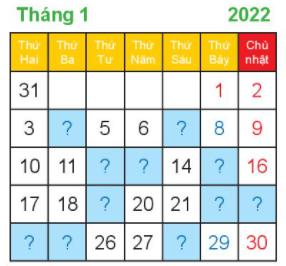 Tháng 1 2022
Thứ Hai Thứ Ba Thứ Tư Thứ Năm Thứ Sáu Thứ Bảy Chủ nhật
31 1 2
3 ? 5 6 ? 8 9
10 11 ? ? 14 ? 16
17 18 ? 20 21 ? ?
? ? 26 27 ? 29 30